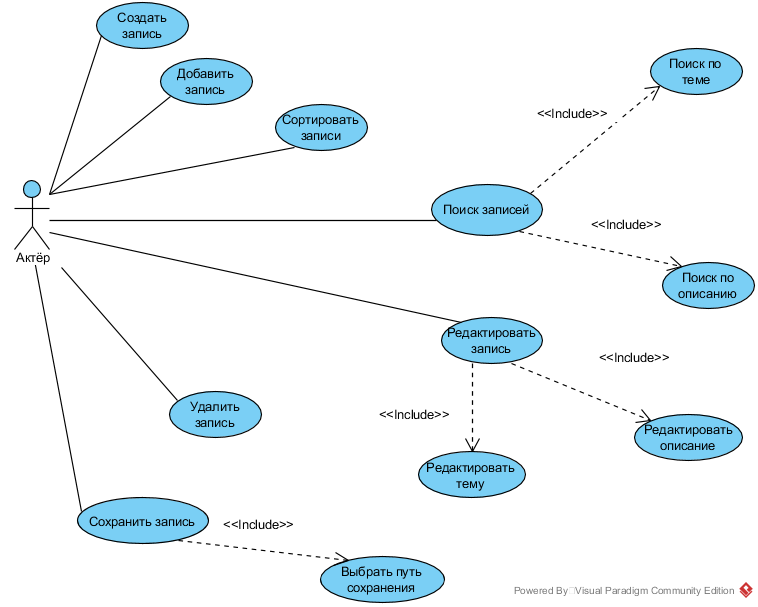 Создать
запись
Добавить
запись
Сортировать
записи
Поиск по
теме
<<Include>>
Поиск записей
<<Include>>
Актёр
Поиск по
описанию
Редактировать
запись
<<Include>>
Удалить
запись
<<Include>>
Редактировать
описание
Редактировать
тему
Сохранить запись
<<Include>>
Выбрать путь
сохранения
Powered By Visual Paradigm Community Edition